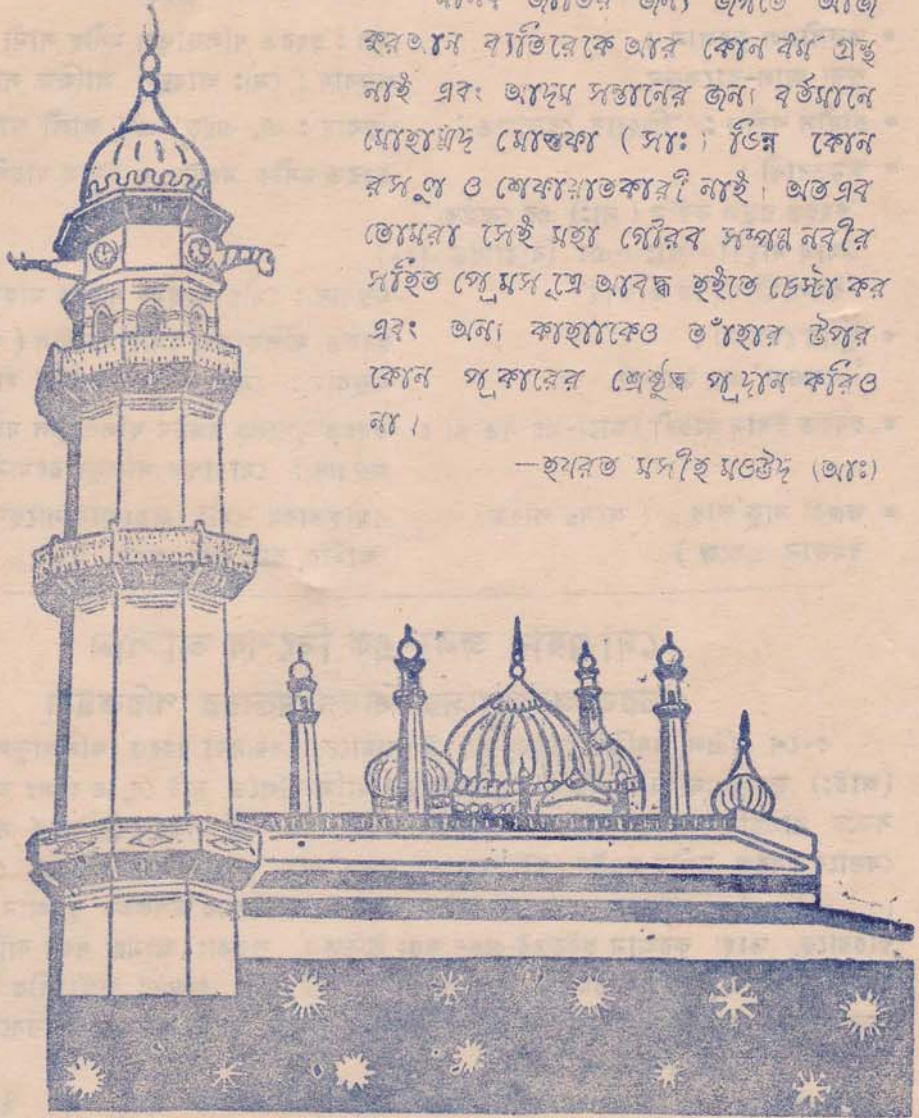 মানব জাতির জন্য জগতে আজ
কুরআন ব্যতিরেকে আর কোন ধর্ম গ্রন্থ
নাই এবং আদম সন্তানের জন্য বর্তমানে
মোহাম্মদ মোস্তফা (সাঃ) ভিন্ন কোন
রসূল ও শেফায়াতকারী নাই। অতএব
তোমরা সেই মহা গৌরব সম্পন্ন নবীর
সহিত প্রেমসূত্রে আবদ্ধ হইতে চেষ্টা কর
এবং অন্য কাহাকেও তাঁহার উপর
কোন প্রকারের শ্রেষ্ঠত্ব প্রদান করিও
না।
—হযরত মসীহ মওউদ (আঃ)